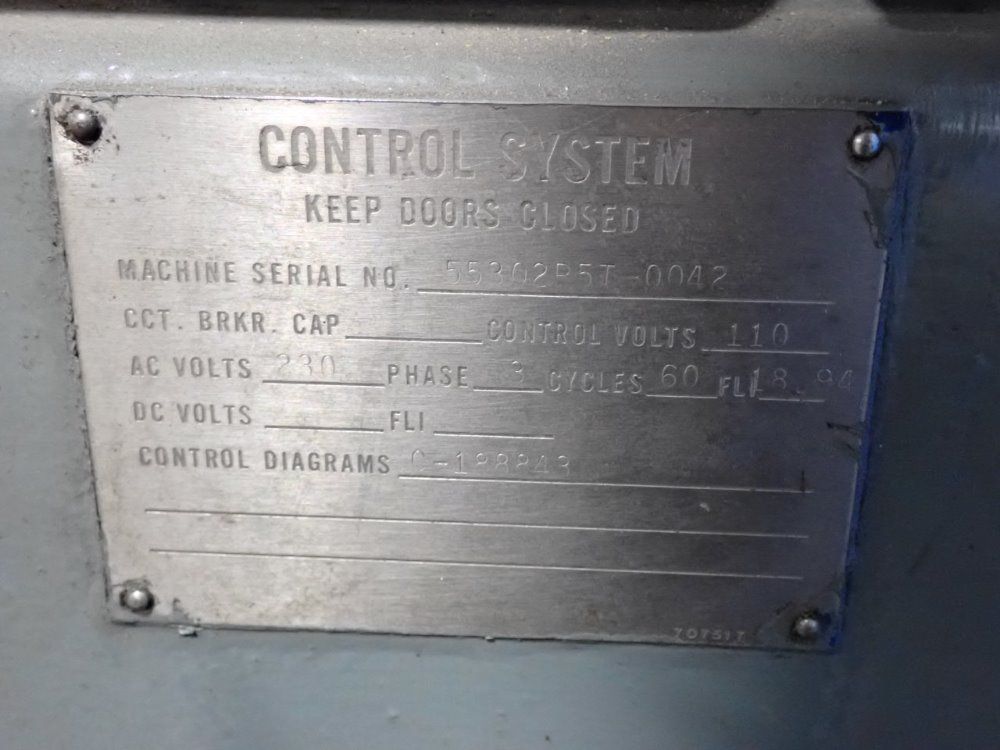 CONTROL SYSTEM
KEEP DOORS CLOSED
MACHINE SERIAL NO. 55302B5T-0042
CCT. BRKR. CAP CONTROL VOLTS 110
AC VOLTS 230 PHASE 3 CYCLES 60 FLI 18.94
DC VOLTS FLI
CONTROL DIAGRAMS C-188843
707517